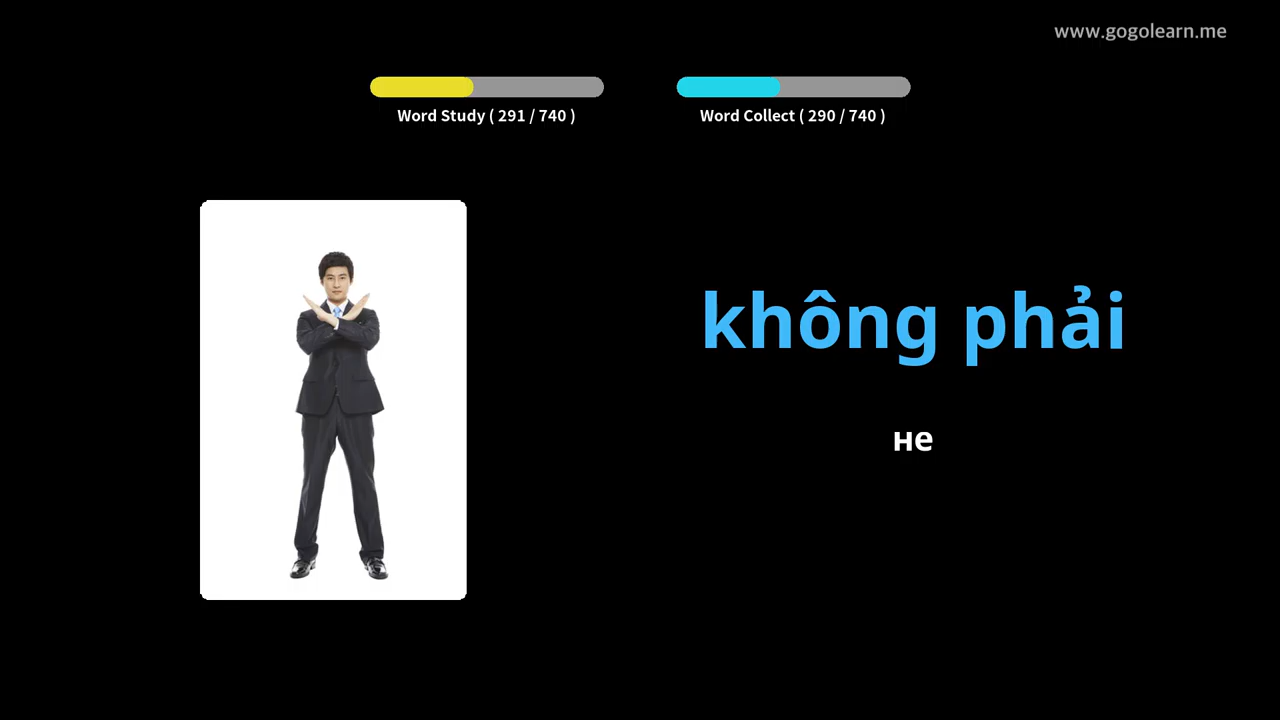 www.gogolearn.me
Word Study ( 291 / 740 )
Word Collect ( 290 / 740 )
không phải
не